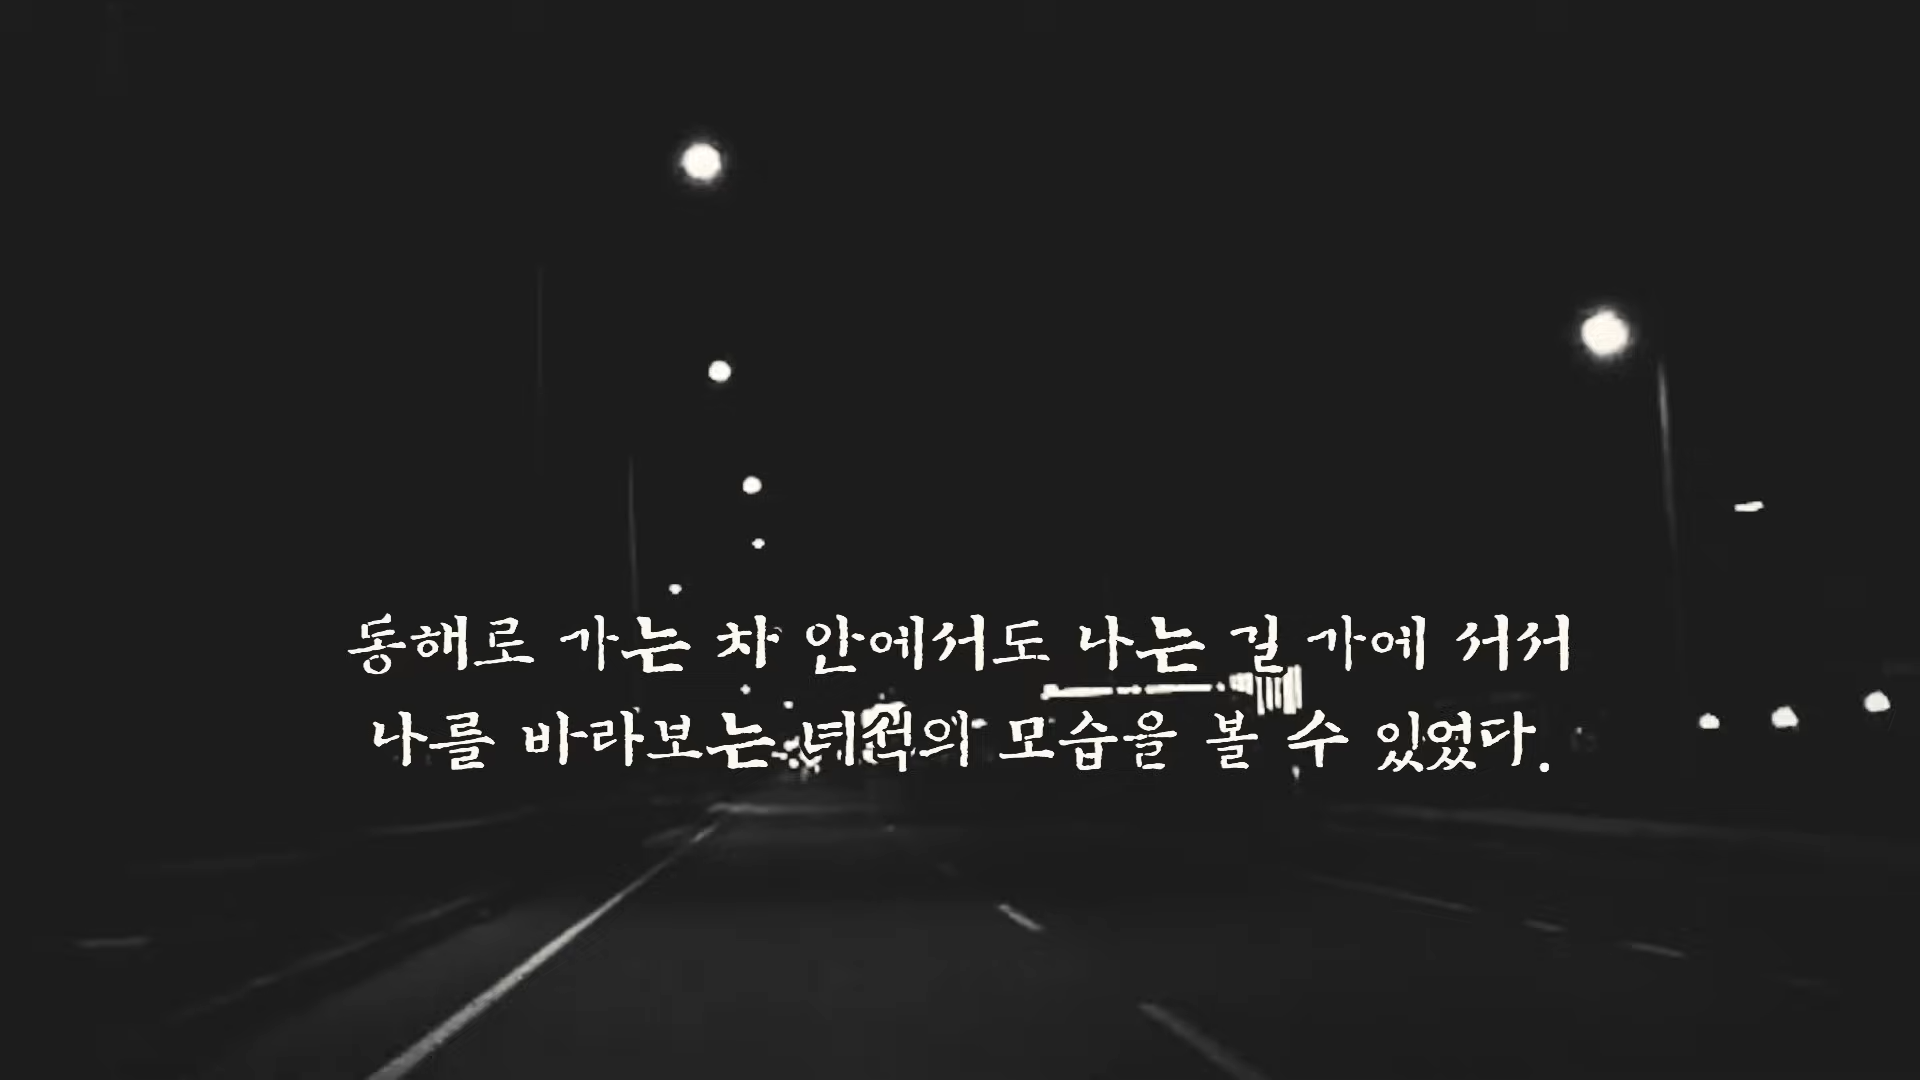 동해로 가는 차 안에서도 나는 길 가에 서서
나를 바라보는 녀석의 모습을 볼 수 있었다.